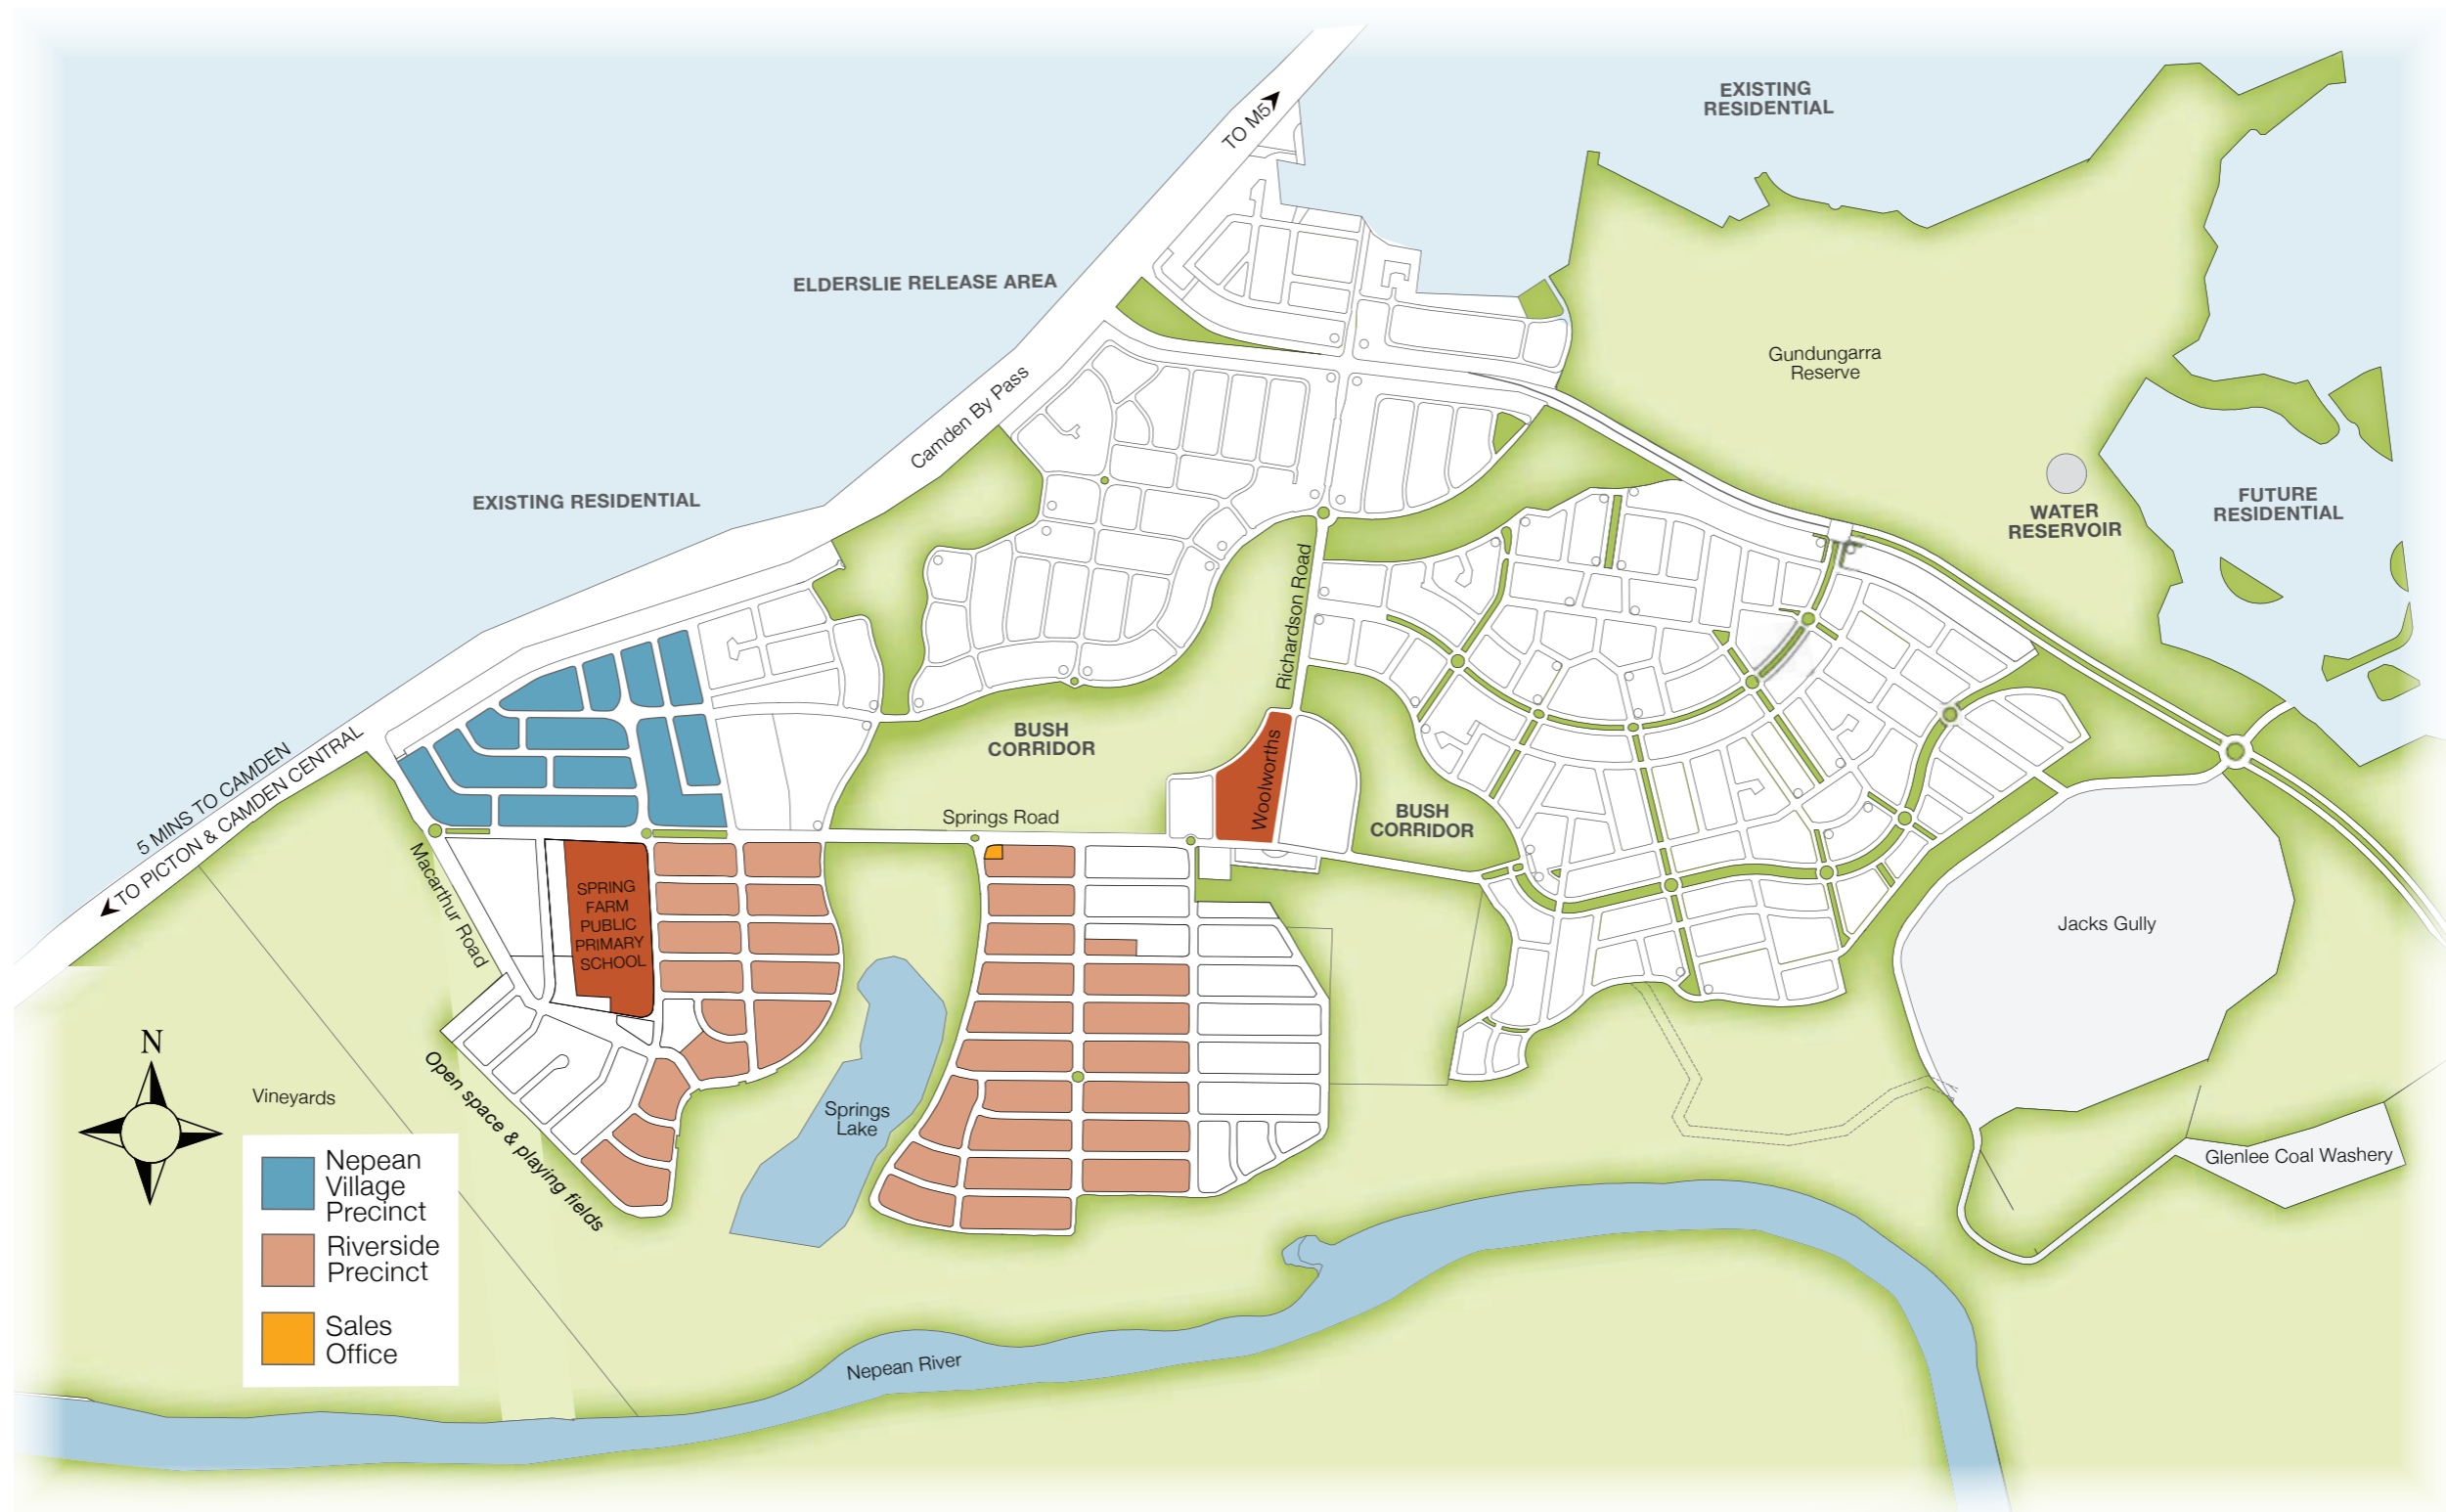 EXISTING
RESIDENTIAL
TO M5
ELDERSLIE RELEASE AREA
Gundungarra
Reserve
Camden By Pass
EXISTING RESIDENTIAL
WATER
RESERVOIR
FUTURE
RESIDENTIAL
Richardson Road
BUSH
CORRIDOR
Woolworths
5 MINS TO CAMDEN
TO PICTON & CAMDEN CENTRAL
Springs Road
BUSH
CORRIDOR
Macarthur Road
SPRING
FARM
PUBLIC
PRIMARY
SCHOOL
Jacks Gully
N
Vineyards
Open space & playing fields
Springs
Lake
Glenlee Coal Washery
Nepean
Village
Precinct
Riverside
Precinct
Sales
Office
Nepean River